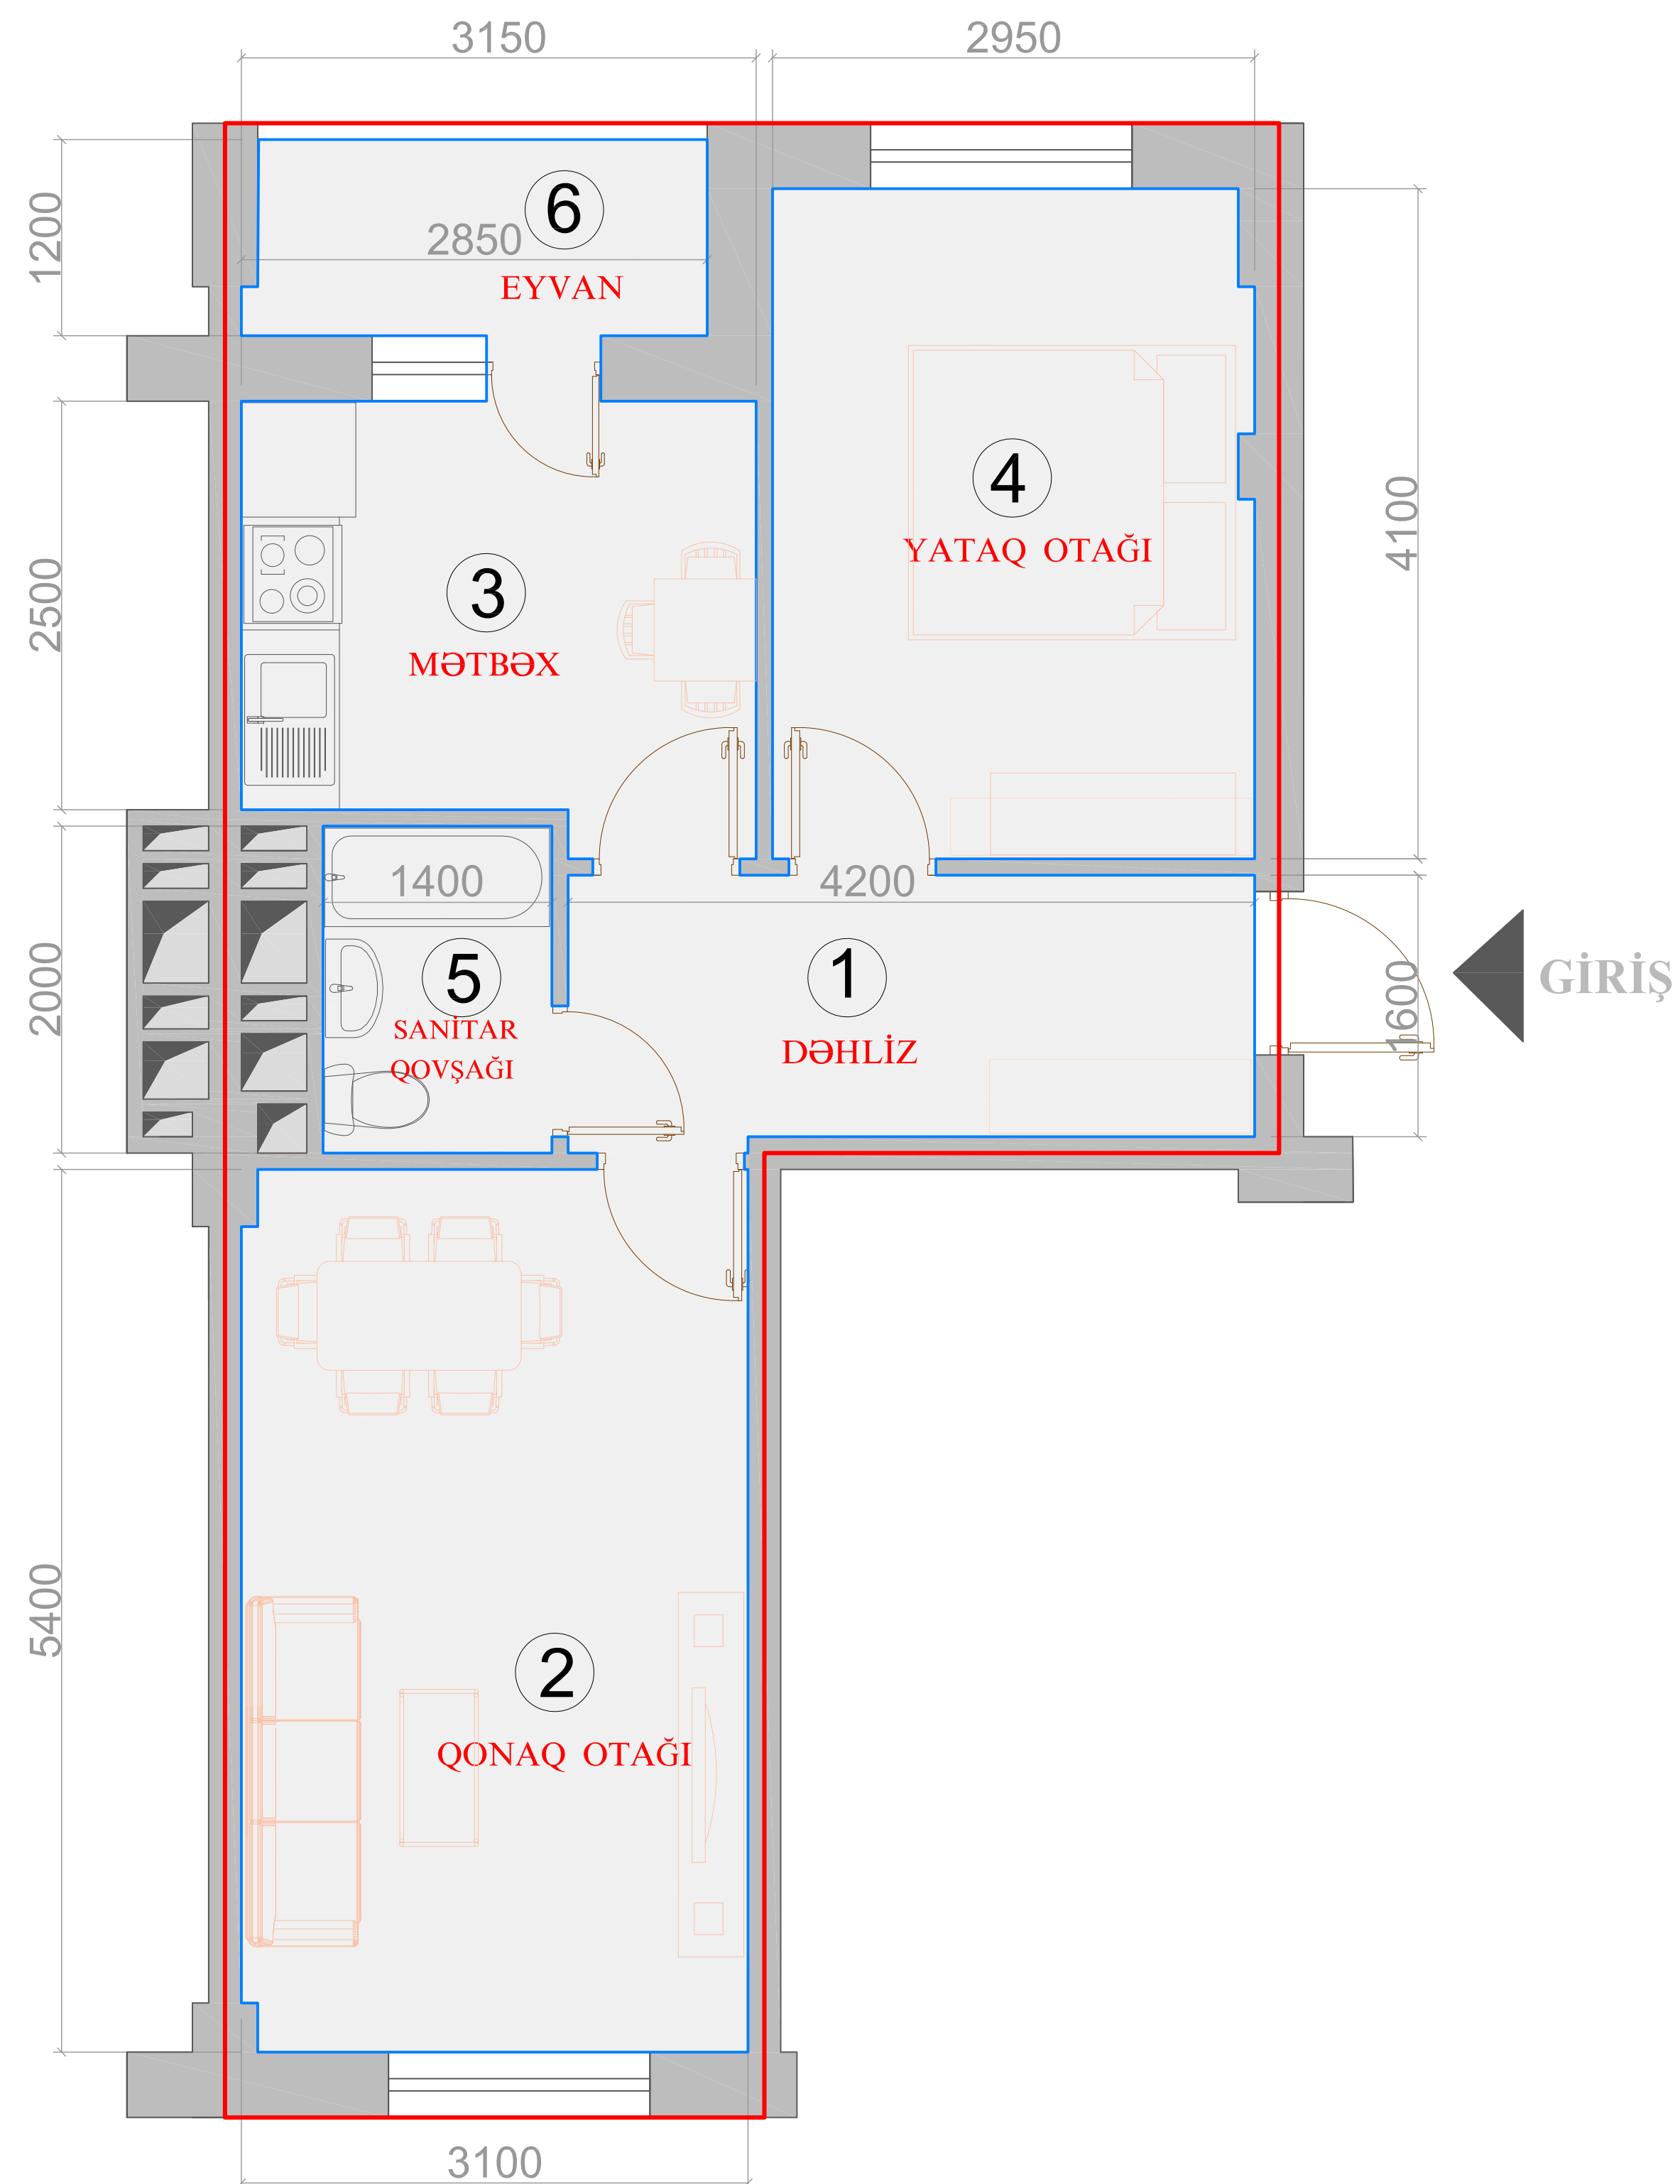 3150
2950
1200
6
2850
EYVAN
4
YATAQ OTAĞI
4100
2500
3
MƏTBƏX
1400
4200
2000
5
SANİTAR
QOVŞAĞI
1
DƏHLİZ
1600
GİRİŞ
5400
2
QONAQ OTAĞI
3100